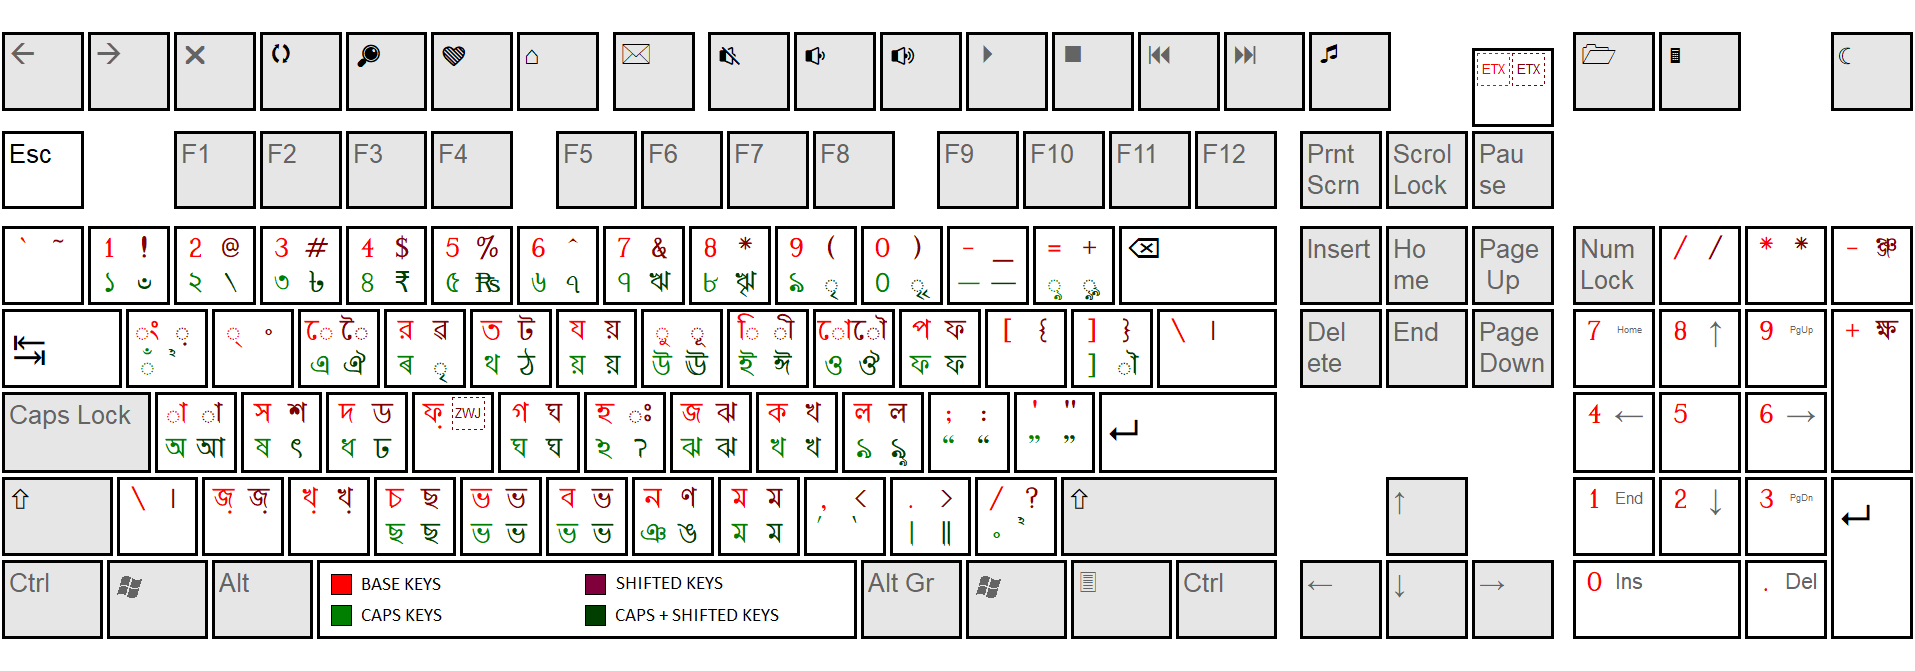 ETX ETX
Esc F1 F2 F3 F4 F5 F6 F7 F8 F9 F10 F11 F12 Prnt Scrol Pau
Scrn Lock se
` ~ 1 ! 2 @ 3 # 4 $ 5 % 6 ^ 7 & 8 * 9 ( 0 ) - _ = + ⌫ Insert Ho Page Num / / * * -
১ ২ \ ৩ ৳ ৪ ₹ ৫ ₨ ৬ ৭ ৭ ঋ ৮ ৠ ৯ ৃ 0 ৄ — — ৢ ৣ me Up Lock
ং ় ্ ° ে ৈ র ৱ ত ট য য় ু ূ ি ী ো ৌ প ফ [ { ] } \ | Del End Page 7 Home 8 ↑ 9 PgUp + ক্ষ
ঁ এ ঐ ৰ ৃ থ ঠ য় য় উ ঊ ই ঈ ও ঔ ফ ফ ] ৗ ete Down
Caps Lock া া স শ দ ড ফ় ZWJ গ ঘ হ ঃ জ ঝ ক খ ল ল ; : ' " 4 ← 5 6 →
অ আ ষ ৎ ধ ঢ ঘ ঘ ঽ ? ঝ ঝ খ খ ঌ ৡ “ “ ” ”
\ | জ় জ় খ় খ় চ ছ ভ ভ ব ভ ন ণ ম ম , < . > / ? ↑ 1 End 2 ↓ 3 PgDn
ছ ছ ভ ভ ভ ভ ঞ ঙ ম ম ′ ‵ | ‖ °
Ctrl Alt BASE KEYS SHIFTED KEYS Alt Gr Ctrl ← ↓ → 0 Ins . Del
CAPS KEYS CAPS + SHIFTED KEYS